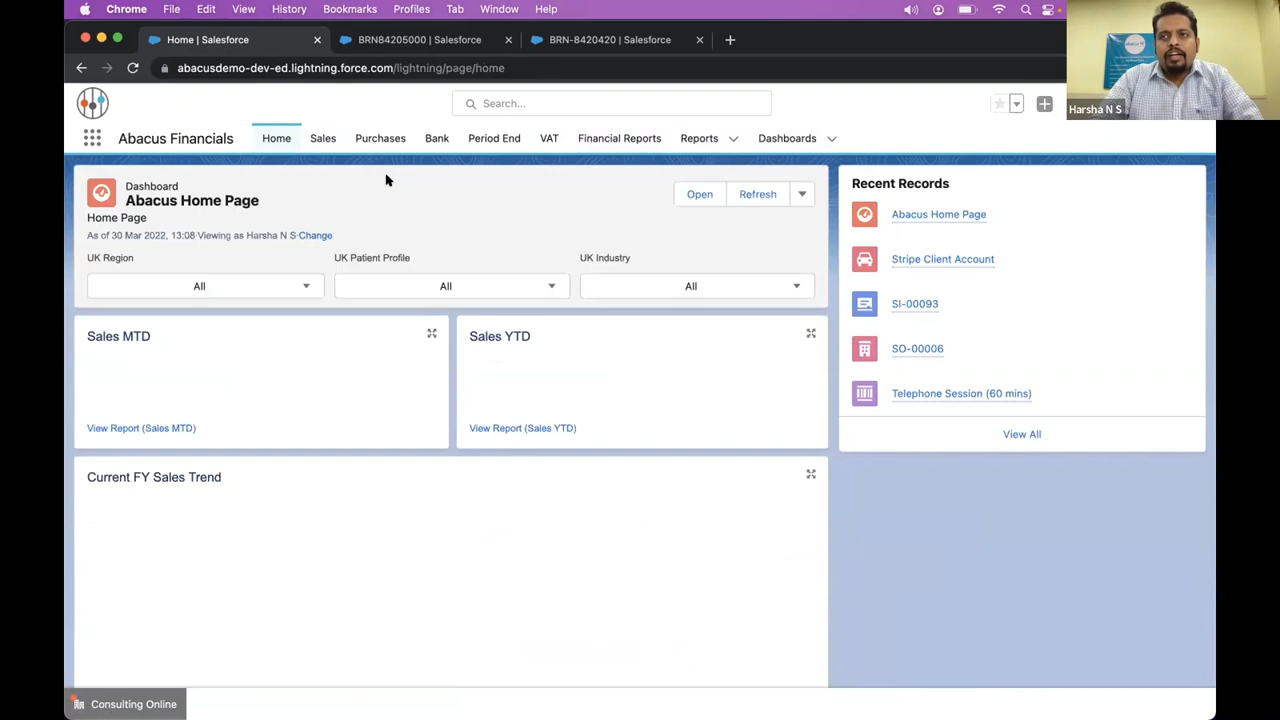 Chrome File Edit View History Bookmarks Profiles Tab Window Help
Home | Salesforce
BRN84205000 | Salesforce
BRN-8420420 | Salesforce
abacusdemo-dev-ed.lightning.force.com/lightning/page/home
abacus
Harsha N S
Search...
Abacus Financials
Home Sales Purchases Bank Period End VAT Financial Reports Reports Dashboards
Dashboard
Abacus Home Page
Home Page
As of 30 Mar 2022, 13:08·Viewing as Harsha N S·Change
Open Refresh
UK Region
All
UK Patient Profile
All
UK Industry
All
Sales MTD
View Report (Sales MTD)
Sales YTD
View Report (Sales YTD)
Current FY Sales Trend
Recent Records
Abacus Home Page
Stripe Client Account
SI-00093
SO-00006
Telephone Session (60 mins)
View All
Consulting Online